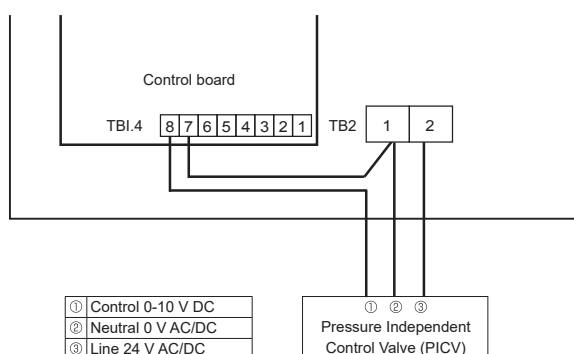 Control board
TBI.4 8 7 6 5 4 3 2 1 TB2 1 2
① Control 0-10 V DC
② Neutral 0 V AC/DC
③ Line 24 V AC/DC
① ② ③
Pressure Independent
Control Valve (PICV)